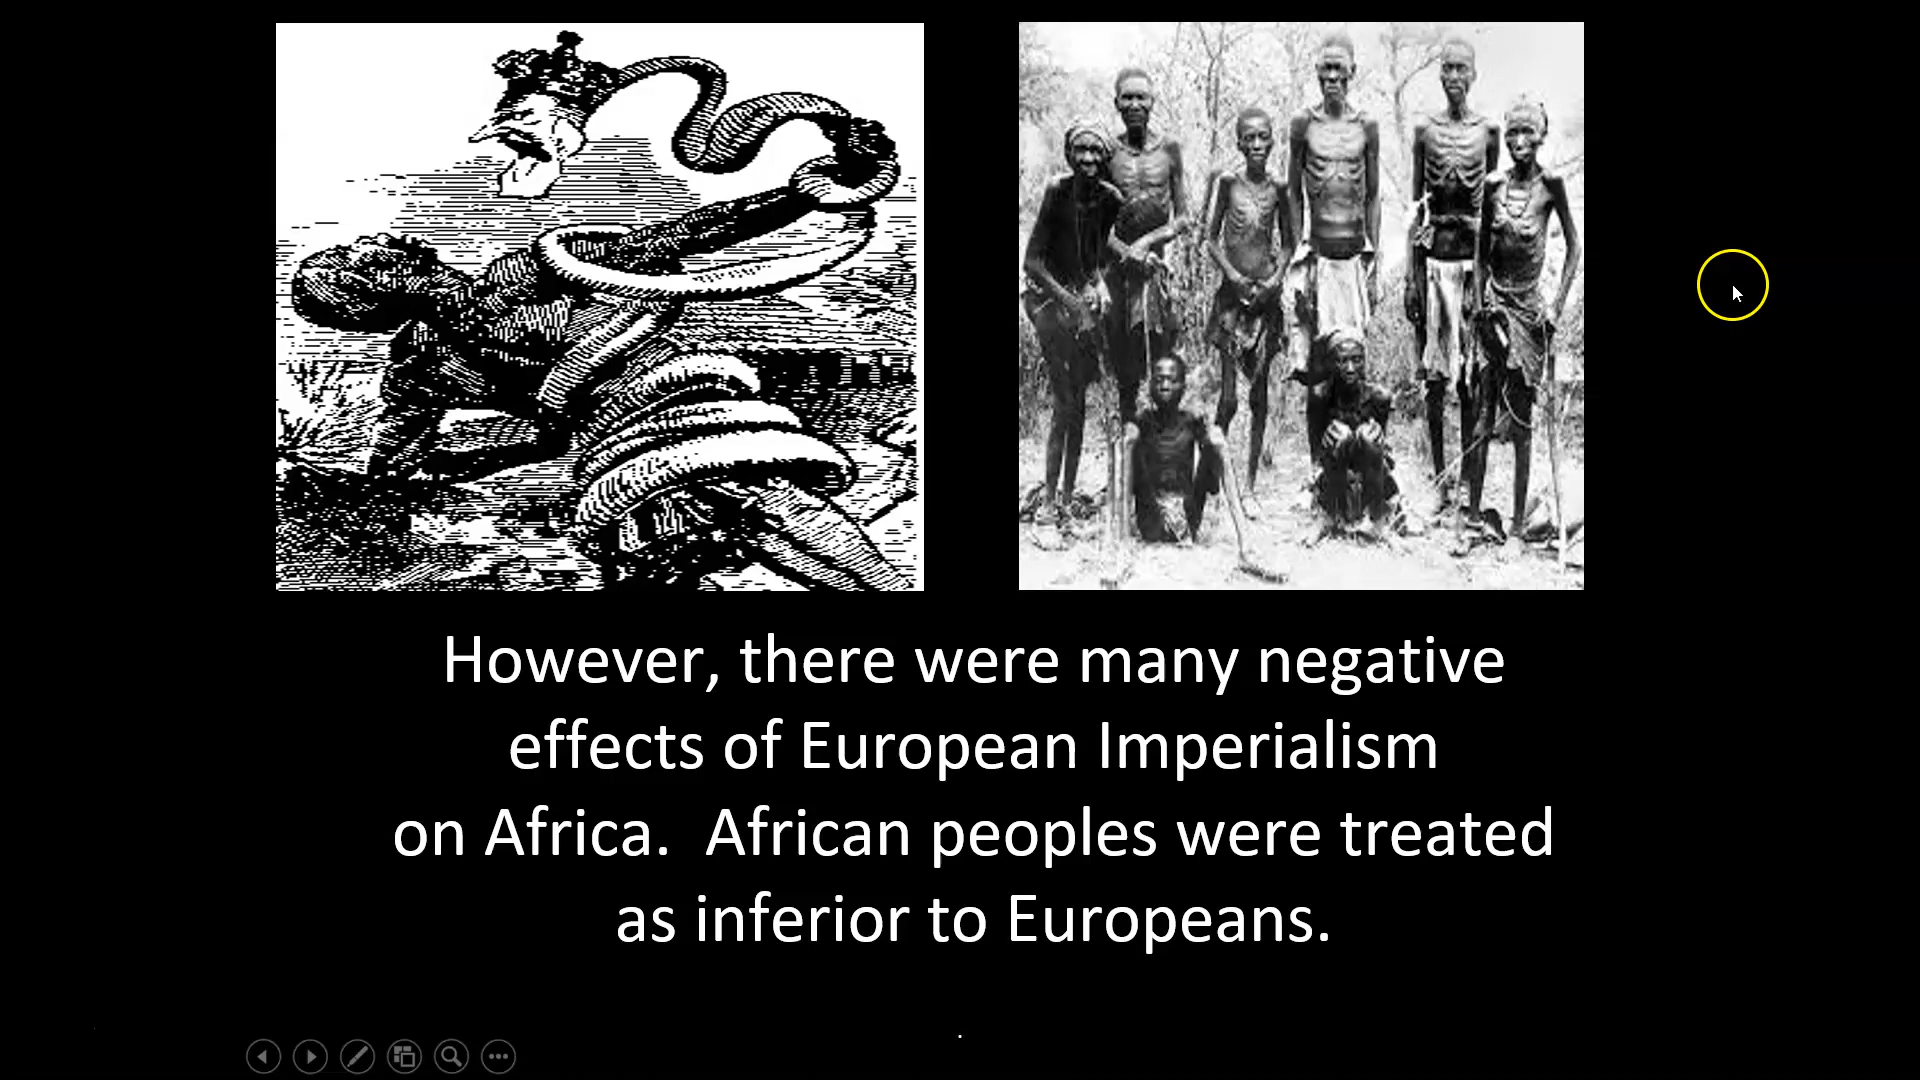 However, there were many negative
effects of European Imperialism
on Africa.  African peoples were treated
as inferior to Europeans.